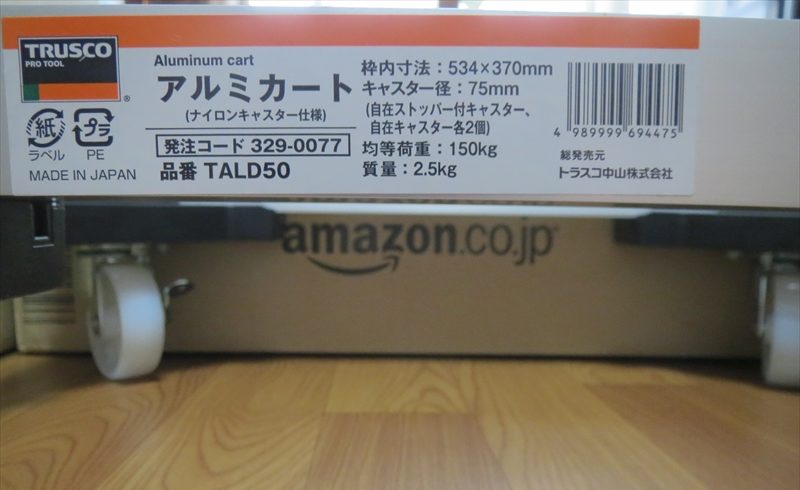 TRUSCO
PRO TOOL
®
Aluminum cart
アルミカート
(ナイロンキャスター仕様)
発注コード 329-0077
品番 TALD50
紙
ラベル
プラ
PE
MADE IN JAPAN
枠内寸法：534×370mm
キャスター径：75mm
(自在ストッパー付キャスター、
自在キャスター各2個)
均等荷重：150kg
質量：2.5kg
4 989999 694475
総発売元
トラスコ中山株式会社
amazon.co.jp